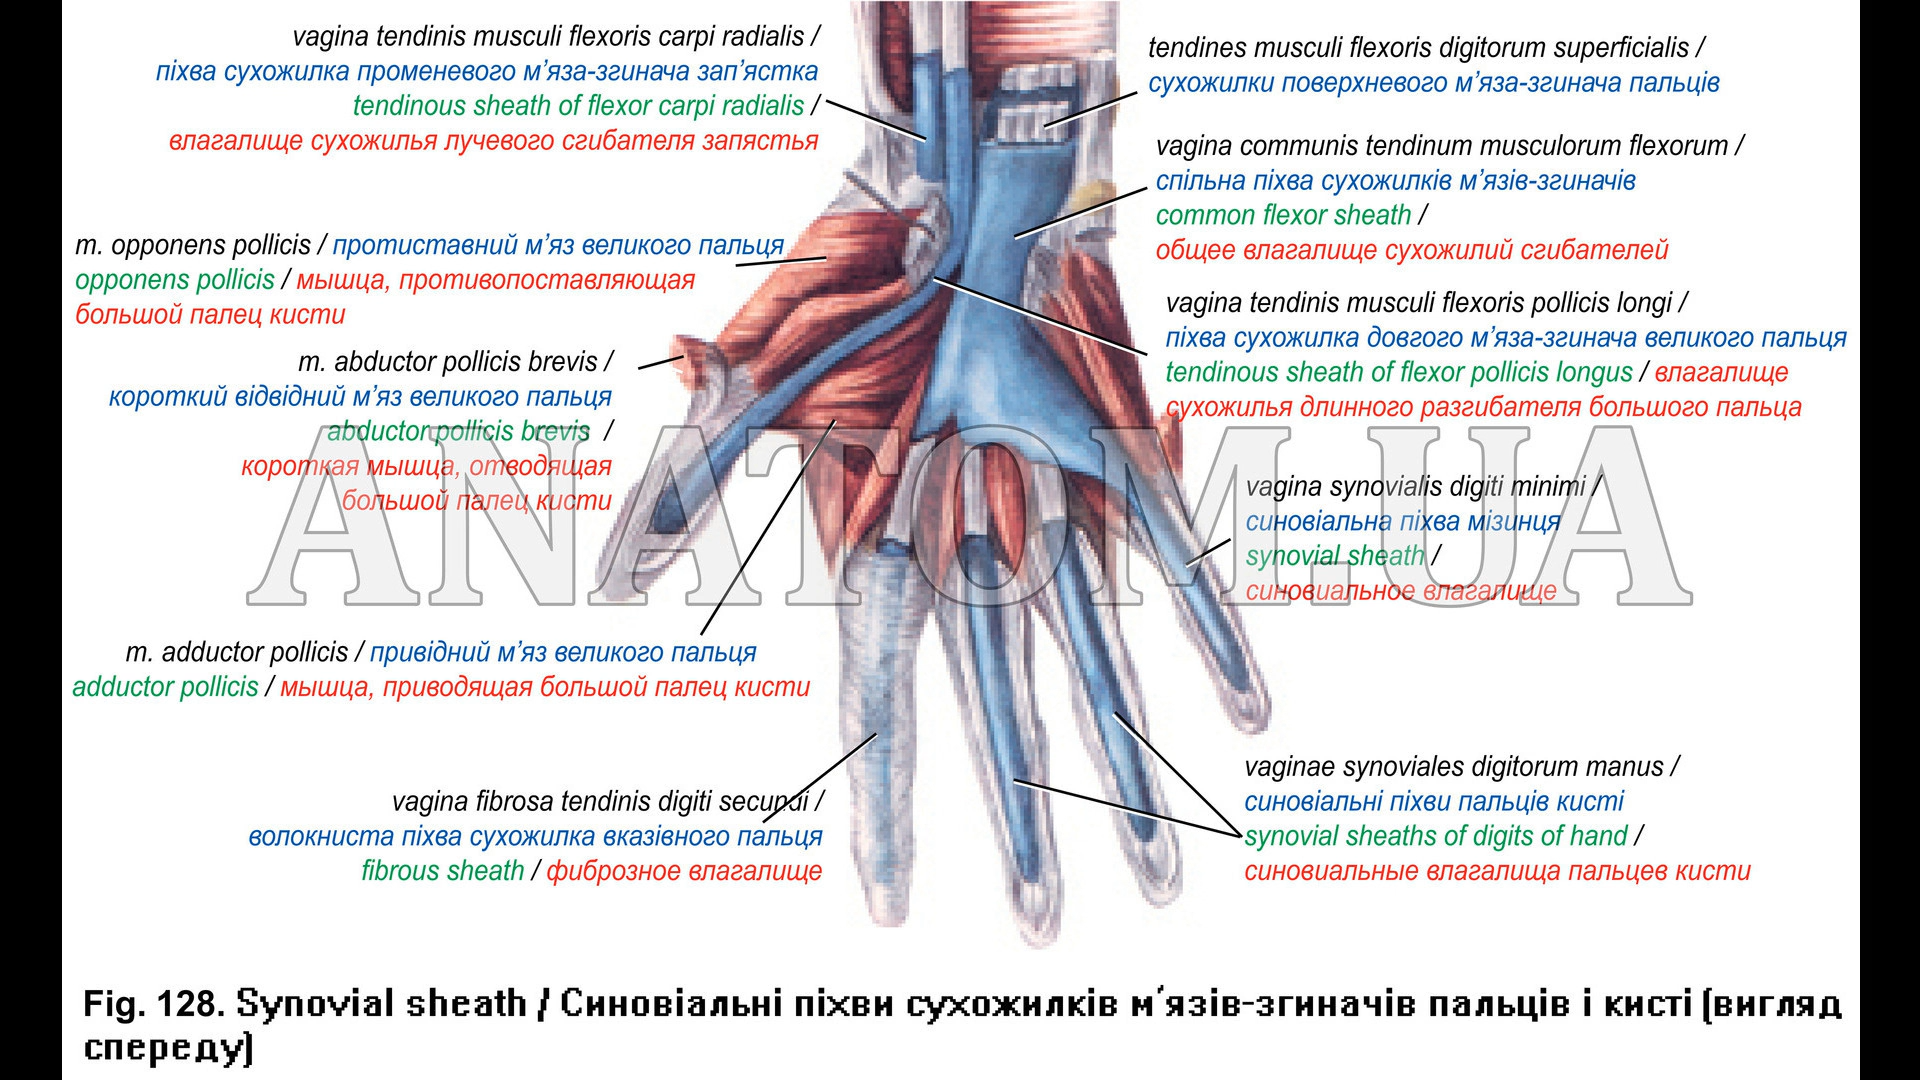 vagina tendinis musculi flexoris carpi radialis /
піхва сухожилка променевого м’яза-згинача зап’ястка
tendinous sheath of flexor carpi radialis /
влагалище сухожилья лучевого сгибателя запястья
m. opponens pollicis / протиставний м’яз великого пальця
opponens pollicis / мышца, противопоставляющая
большой палец кисти
m. abductor pollicis brevis /
короткий відвідний м’яз великого пальця
abductor pollicis brevis /
короткая мышца, отводящая
большой палец кисти
m. adductor pollicis / привідний м’яз великого пальця
adductor pollicis / мышца, приводящая большой палец кисти
vagina fibrosa tendinis digiti secundi /
волокниста піхва сухожилка вказівного пальця
fibrous sheath / фиброзное влагалище
tendines musculi flexoris digitorum superficialis /
сухожилки поверхневого м’яза-згинача пальців
vagina communis tendinum musculorum flexorum /
спільна піхва сухожилків м’язів-згиначів
common flexor sheath /
общее влагалище сухожилий сгибателей
vagina tendinis musculi flexoris pollicis longi /
піхва сухожилка довгого м’яза-згинача великого пальця
tendinous sheath of flexor pollicis longus / влагалище
сухожилья длинного разгибателя большого пальца
vagina synovialis digiti minimi /
синовіальна піхва мізинця
synovial sheath /
синовиальное влагалище
vaginae synoviales digitorum manus /
синовіальні піхви пальців кисті
synovial sheaths of digits of hand /
синовиальные влагалища пальцев кисти
ANATOM.UA
Fig. 128. Synovial sheath / Синовіальні піхви сухожилків м'язів-згиначів пальців і кисті (вигляд
спереду)